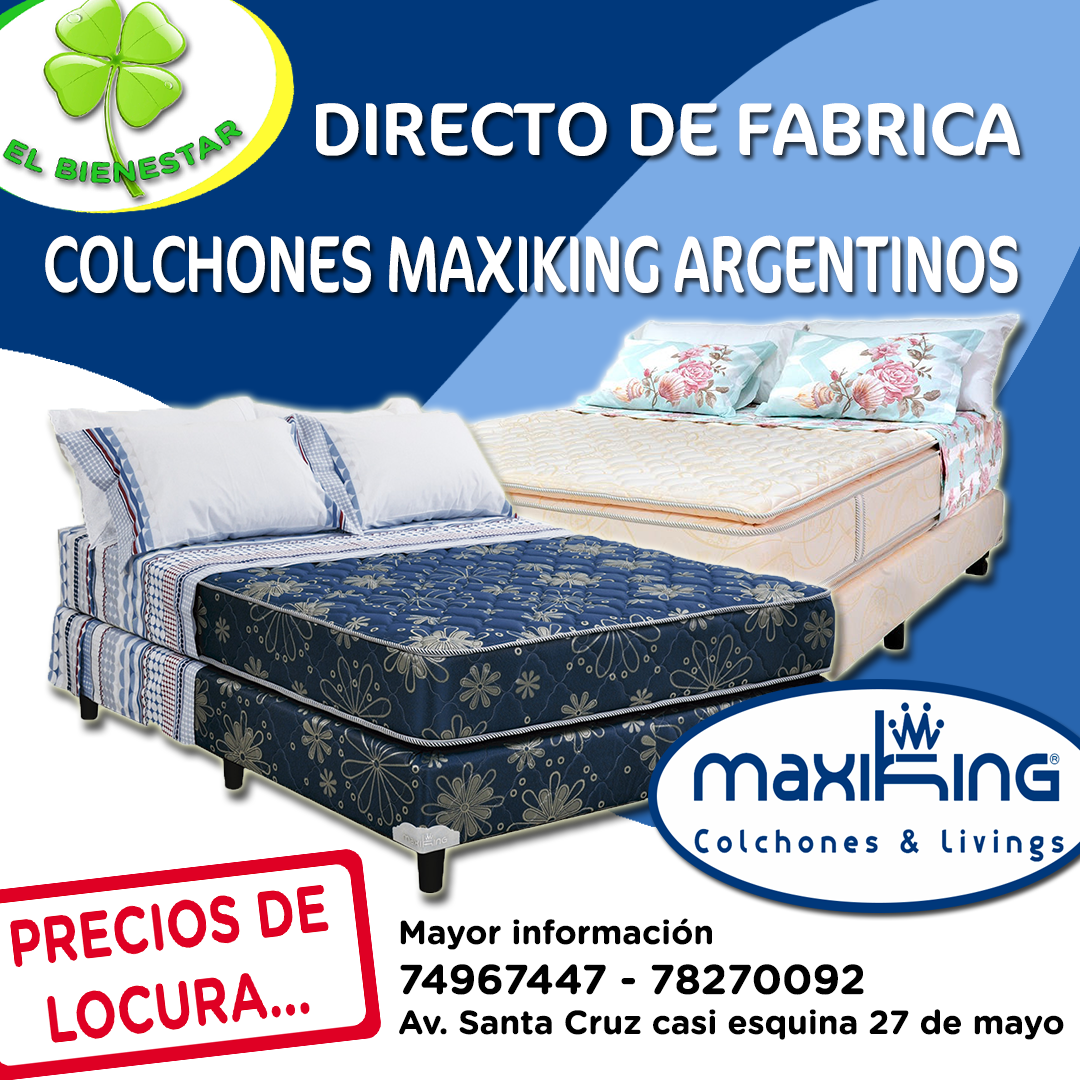 EL BIENESTAR
DIRECTO DE FABRICA
COLCHONES MAXIKING ARGENTINOS
maxiking®
Colchones & Livings
maxiking
PRECIOS DE
LOCURA...
Mayor información
74967447 - 78270092
Av. Santa Cruz casi esquina 27 de mayo